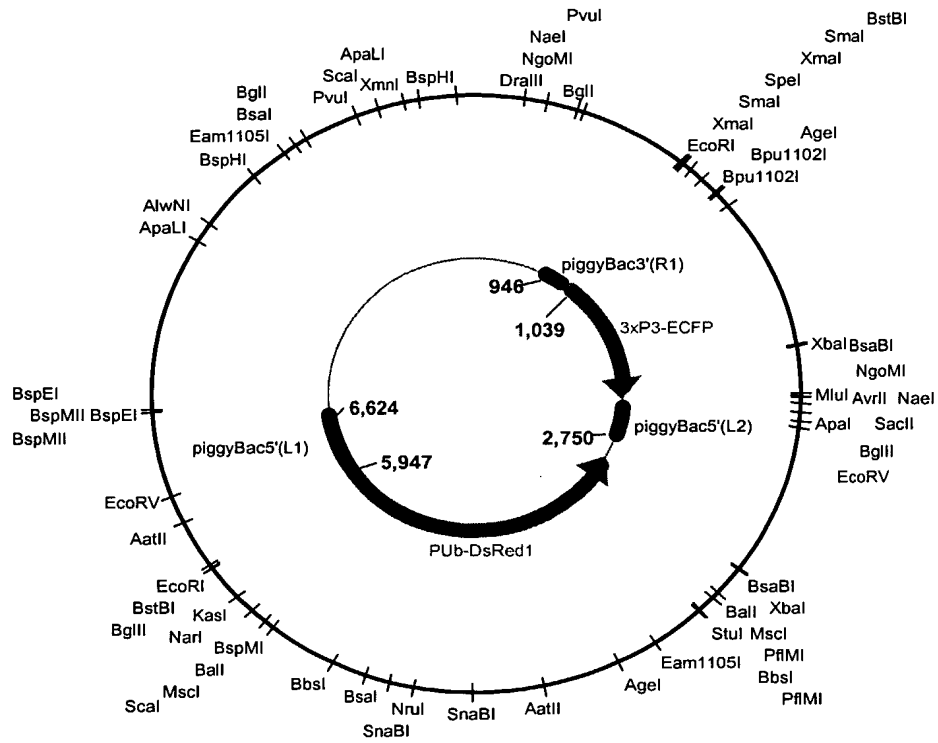 PvuI
NaeI
NgoMI
DraIII
BglI
BstBI
SmaI
XmaI
SpeI
SmaI
XmaI
EcoRI
AgeI
Bpu1102I
Bpu1102I
ApaLI
ScaI
XmnI
BspHI
PvuI
BglI
BsaI
Eam1105I
BspHI
AlwNI
ApaLI
piggyBac3'(R1)
946
1,039
3xP3-ECFP
XbaI BsaBI
NgoMI
MluI AvrII NaeI
ApaI SacII
BglII
EcoRV
BspEI
BspMII BspEI
BspMII
6,624
piggyBac5'(L1)
5,947
2,750
piggyBac5'(L2)
PUb-DsRed1
EcoRV
AatII
EcoRI
BstBI
KasI
BglII
NarI
BspMI
BalI
MscI
ScaI
BbsI
BsaI
NruI
SnaBI
SnaBI
AatII
AgeI
Eam1105I
BsaBI
BalI XbaI
StuI MscI
PflMI
BbsI
PflMI